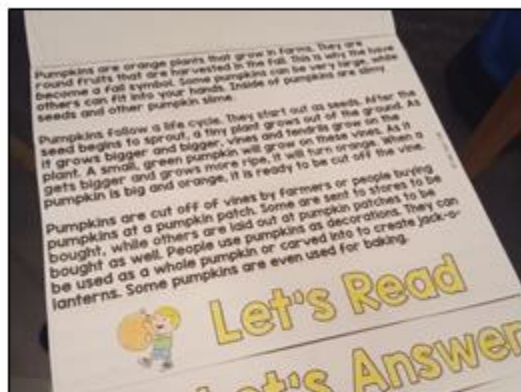 Pumpkins are orange plants that grow in farms. They are
round fruits that are harvested in the fall. This is why the have
become a fall symbol. Some pumpkins can be very large, while
others can fit into your hands. Inside of pumpkins are slimy
seeds and other pumpkin slime.
Pumpkins follow a life cycle. They start out as seeds. After the
seed begins to sprout, a tiny plant grows out of the ground. As
it grows bigger and bigger, vines and tendrils grow on the
plant. A small, green pumpkin will grow on these vines. As it
gets bigger and grows more ripe, it will turn orange. When a
pumpkin is big and orange, it is ready to be cut off the vine.
Pumpkins are cut off of vines by farmers or people buying
pumpkins at a pumpkin patch. Some are sent to stores to be
bought, while others are laid out at pumpkin patches to be
bought as well. People use pumpkins as decorations. They can
be used as a whole pumpkin or carved into to create jack-o-
lanterns. Some pumpkins are even used for baking.
Let's Read
Let's Answer